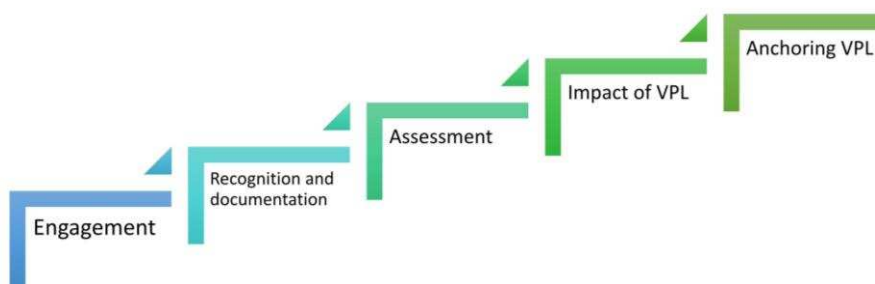 Engagement
Recognition and
documentation
Assessment
Impact of VPL
Anchoring VPL